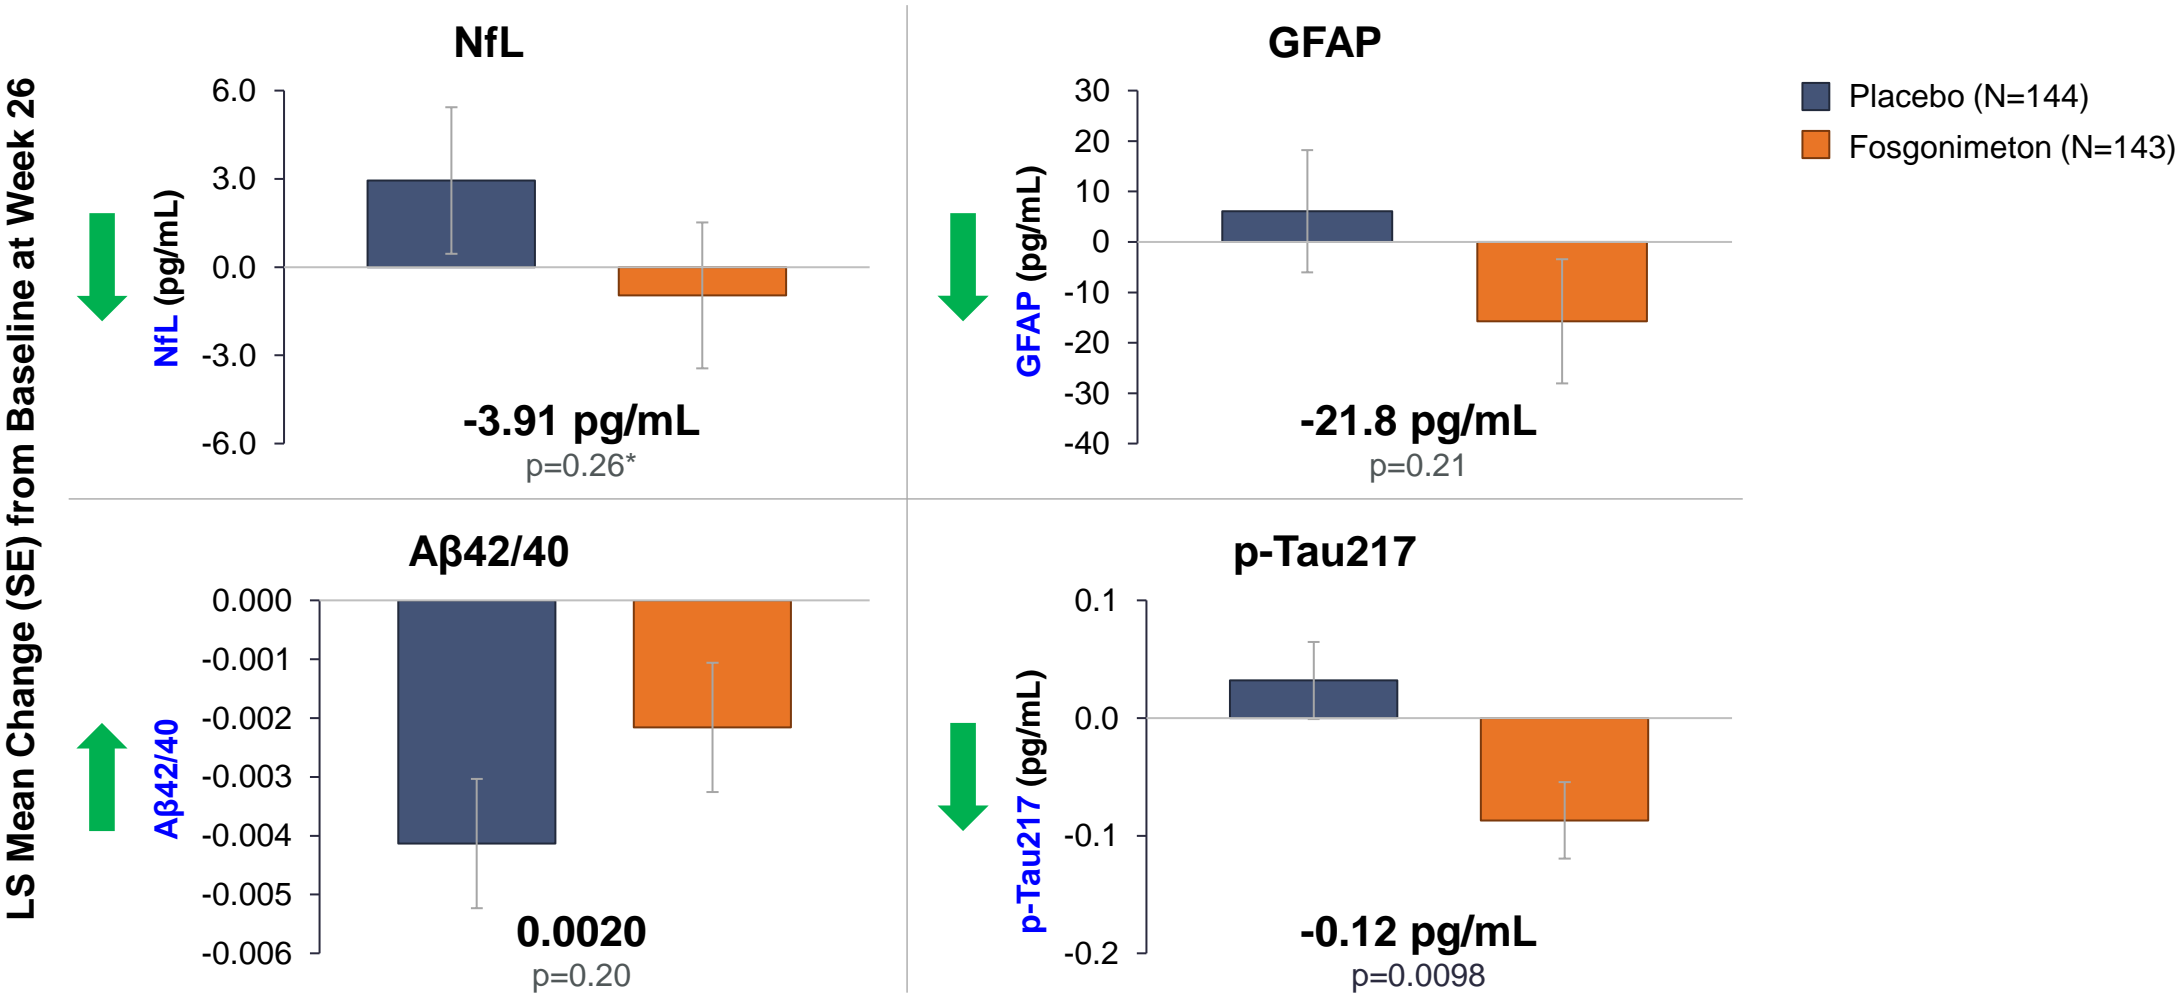 LS Mean Change (SE) from Baseline at Week 26
NfL
NfL (pg/mL)
6.0
3.0
0.0
-3.0
-6.0
-3.91 pg/mL
p=0.26*
GFAP
GFAP (pg/mL)
30
20
10
0
-10
-20
-30
-40
-21.8 pg/mL
p=0.21
Placebo (N=144)
Fosgonimeton (N=143)
Aβ42/40
Aβ42/40
0.000
-0.001
-0.002
-0.003
-0.004
-0.005
-0.006
0.0020
p=0.20
p-Tau217
p-Tau217 (pg/mL)
0.1
0.0
-0.1
-0.2
-0.12 pg/mL
p=0.0098